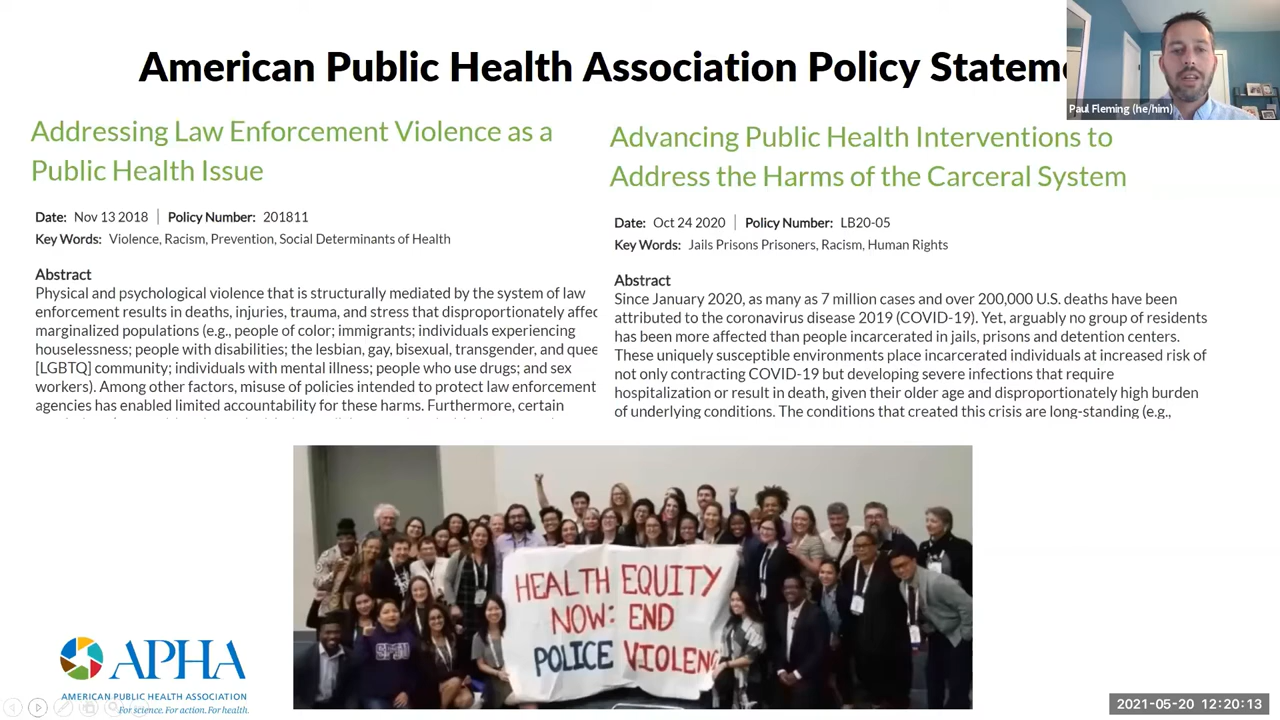 American Public Health Association Policy Statem
Paul Fleming (he/him)
Addressing Law Enforcement Violence as a
Public Health Issue
Date: Nov 13 2018 | Policy Number: 201811
Key Words: Violence, Racism, Prevention, Social Determinants of Health
Abstract
Physical and psychological violence that is structurally mediated by the system of law
enforcement results in deaths, injuries, trauma, and stress that disproportionately affec
marginalized populations (e.g., people of color; immigrants; individuals experiencing
houselessness; people with disabilities; the lesbian, gay, bisexual, transgender, and quee
[LGBTQ] community; individuals with mental illness; people who use drugs; and sex
workers). Among other factors, misuse of policies intended to protect law enforcement
agencies has enabled limited accountability for these harms. Furthermore, certain
Advancing Public Health Interventions to
Address the Harms of the Carceral System
Date: Oct 24 2020 | Policy Number: LB20-05
Key Words: Jails Prisons Prisoners, Racism, Human Rights
Abstract
Since January 2020, as many as 7 million cases and over 200,000 U.S. deaths have been
attributed to the coronavirus disease 2019 (COVID-19). Yet, arguably no group of residents
has been more affected than people incarcerated in jails, prisons and detention centers.
These uniquely susceptible environments place incarcerated individuals at increased risk of
not only contracting COVID-19 but developing severe infections that require
hospitalization or result in death, given their older age and disproportionately high burden
of underlying conditions. The conditions that created this crisis are long-standing (e.g.,
HEALTH EQUITY
NOW: END
POLICE VIOLENC
SFSU
APHA
AMERICAN PUBLIC HEALTH ASSOCIATION
For science. For action. For health.
2021-05-20 12:20:13